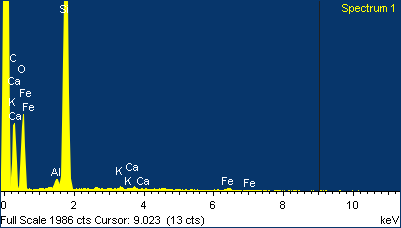 Spectrum 1
S
C
O
Ca
Fe
K
Fe
Ca
Al
K
Ca
K
Ca
Fe
Fe
0 2 4 6 8 10
keV
Full Scale 1986 cts Cursor: 9.023 (13 cts)